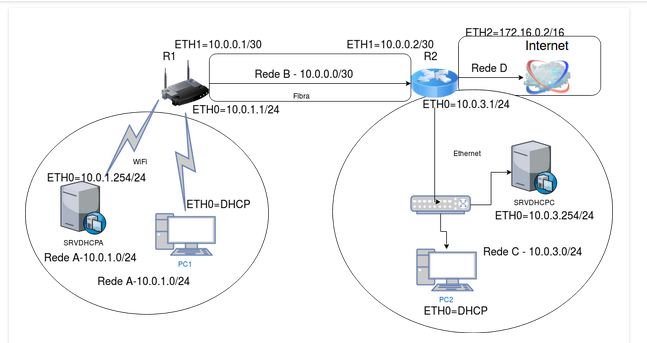 ETH2=172.16.0.2/16
ETH1=10.0.0.1/30
ETH1=10.0.0.2/30
Internet
R1
R2
Rede B - 10.0.0.0/30
Rede D
Fibra
ETH0=10.0.1.1/24
ETH0=10.0.3.1/24
WiFi
Ethernet
ETH0=10.0.1.254/24
ETH0=DHCP
SRVDHCPC
ETH0=10.0.3.254/24
SRVDHCPA
Rede A-10.0.1.0/24
PC1
Rede C - 10.0.3.0/24
Rede A-10.0.1.0/24
PC2
ETH0=DHCP